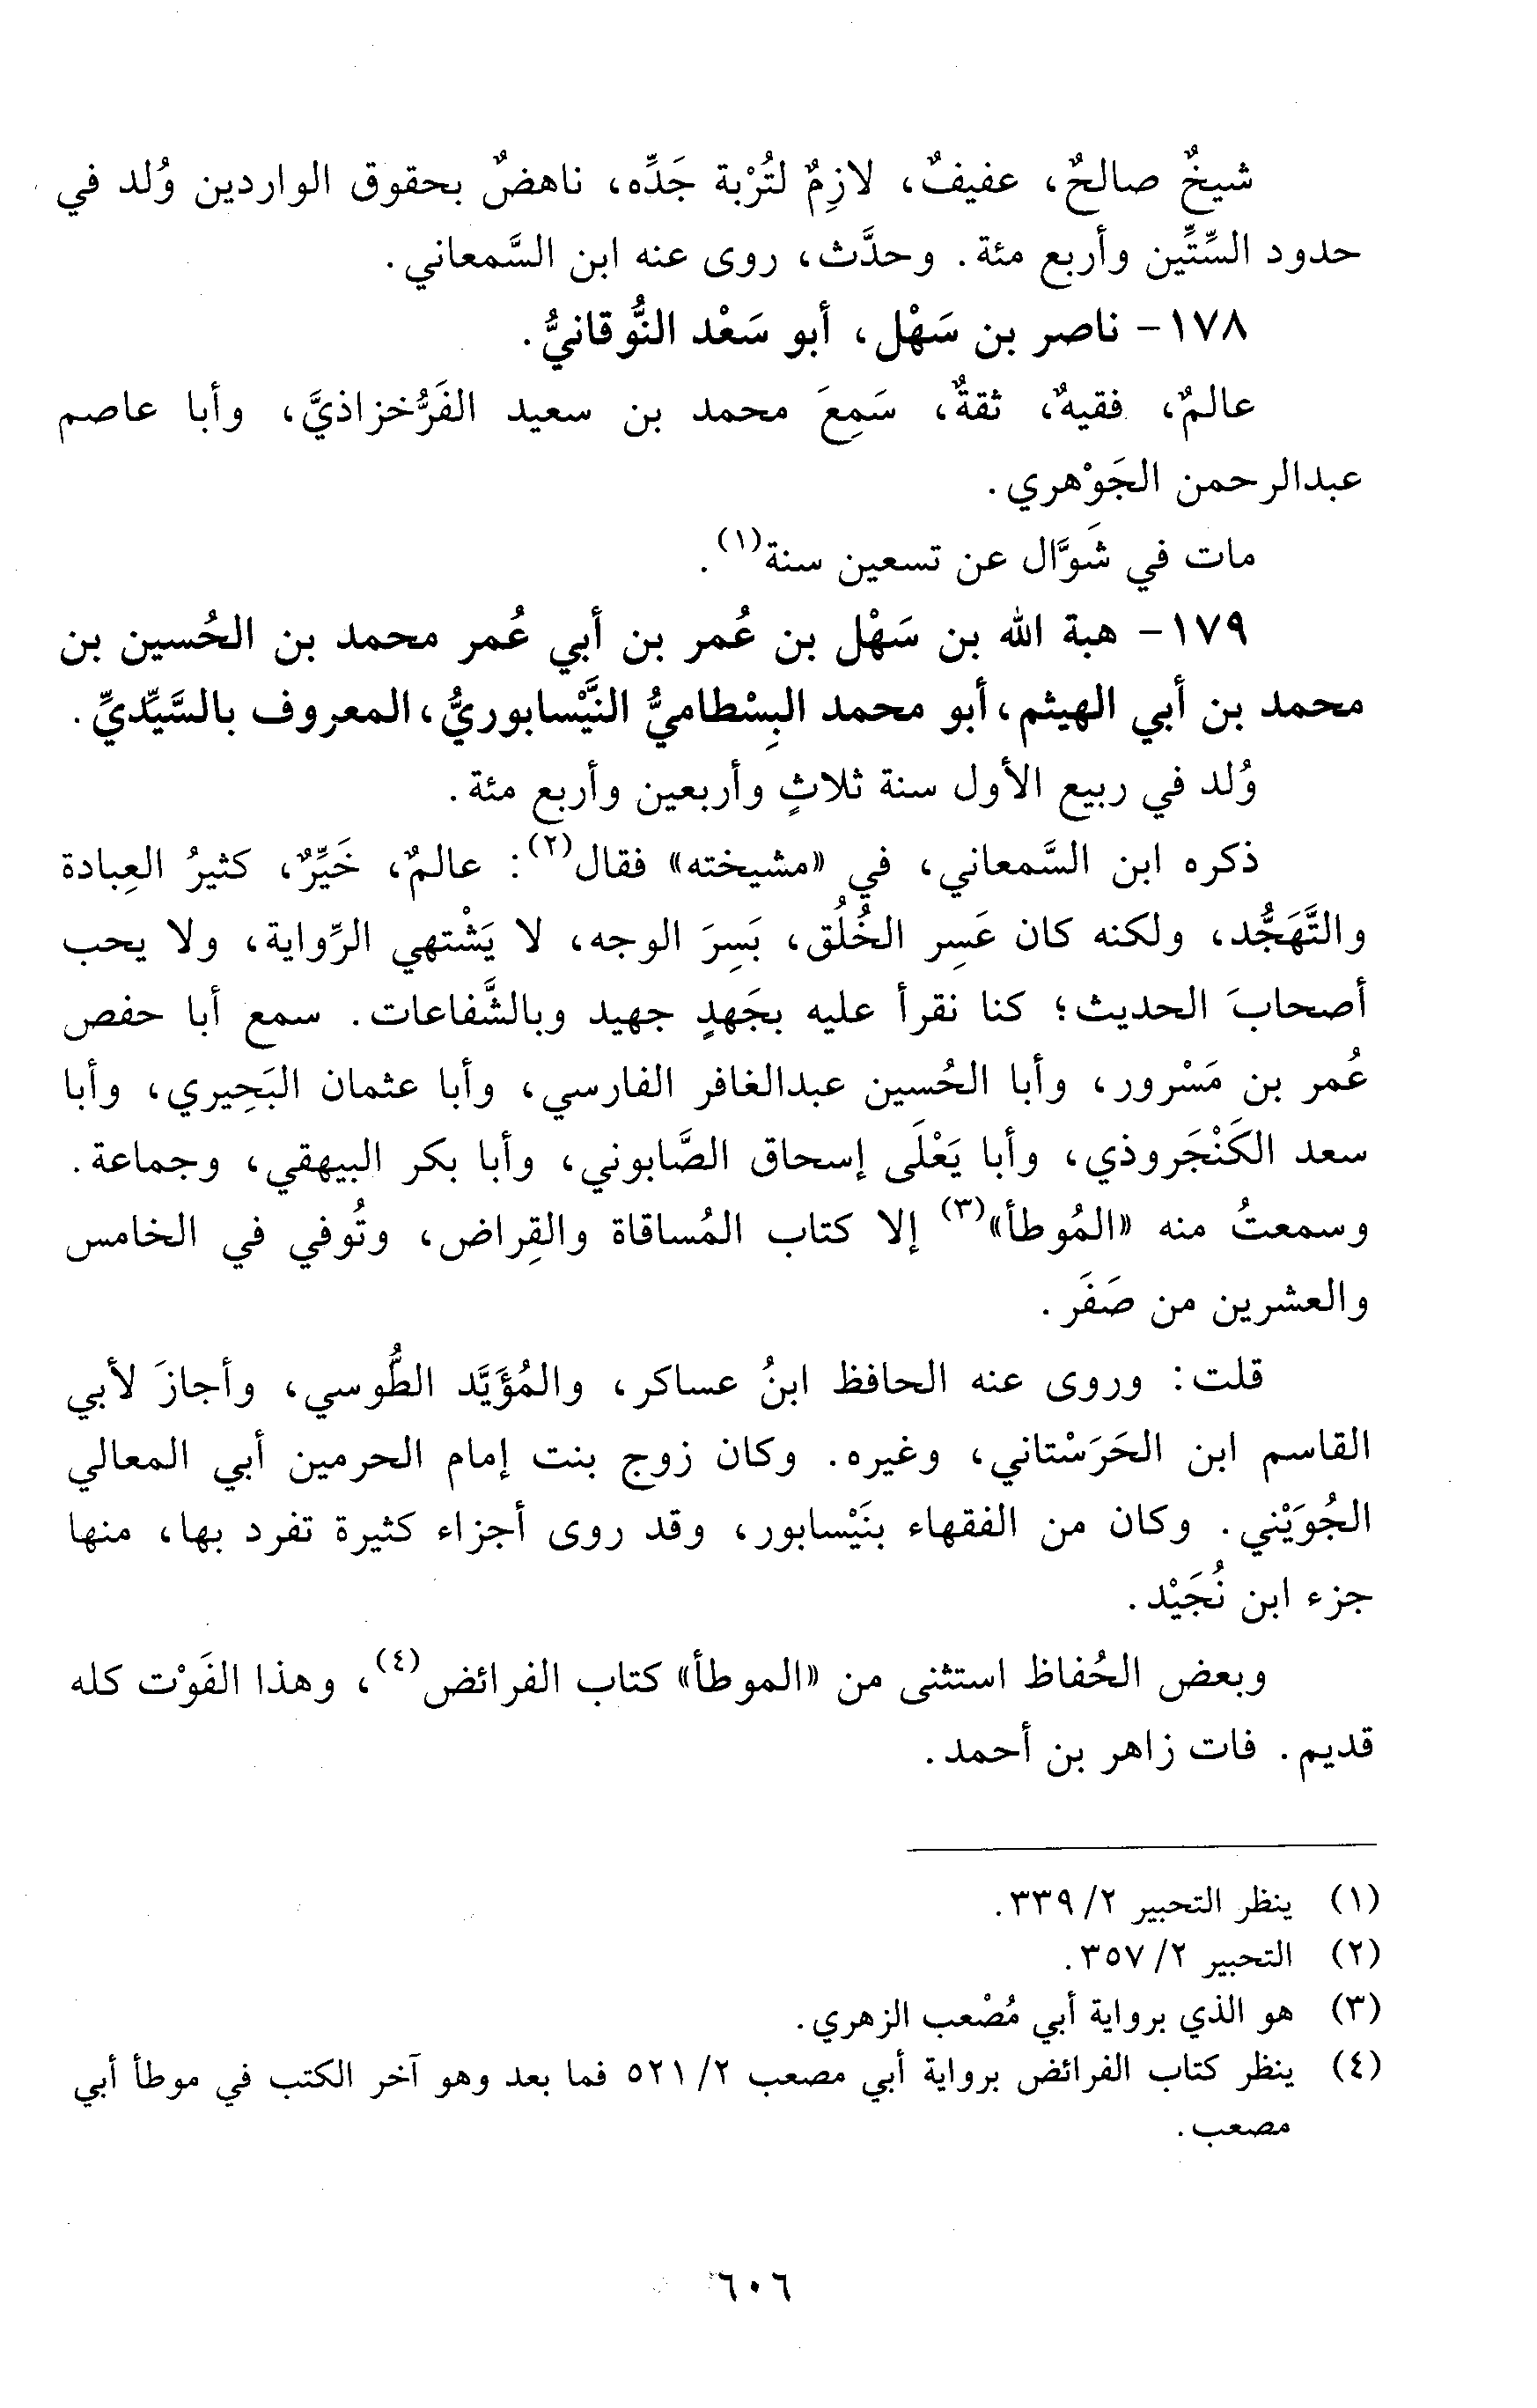 شيخٌ صالحٌ، عفيفٌ، لازِمٌ لتُرْبة جَدِّه، ناهضٌ بحقوق الواردين وُلد في
حدود السِّتِّين وأربع مئة. وحدَّث، روى عنه ابن السَّمعاني.
١٧٨- ناصر بن سَهْل، أبو سَعْد النُّوقانيُّ.
عالمٌ، فقيهٌ، ثقةٌ، سَمِعَ محمد بن سعيد الفَرُّخزاذيَّ، وأبا عاصم
عبدالرحمن الجَوْهري.
مات في شَوَّال عن تسعين سنة(١).
١٧٩- هبة الله بن سَهْل بن عُمر بن أبي عُمر محمد بن الحُسين بن
محمد بن أبي الهيثم، أبو محمد البِسْطاميُّ النَّيْسابوريُّ، المعروف بالسَّيِّديِّ.
وُلد في ربيع الأول سنة ثلاثٍ وأربعين وأربع مئة.
ذكره ابن السَّمعاني، في «مشيخته» فقال(٢): عالمٌ، خَيِّرٌ، كثيرُ العِبادة
والتَّهَجُّد، ولكنه كان عَسِر الخُلُق، بَسِرَ الوجه، لا يَشْتهي الرِّواية، ولا يحب
أصحابَ الحديث؛ كنا نقرأ عليه بجَهدٍ جهيد وبالشَّفاعات. سمع أبا حفص
عُمر بن مَسْرور، وأبا الحُسين عبدالغافر الفارسي، وأبا عثمان البَحِيري، وأبا
سعد الكَنْجَروذي، وأبا يَعْلَى إسحاق الصَّابوني، وأبا بكر البيهقي، وجماعة.
وسمعتُ منه «المُوطأ»(٣) إلا كتاب المُساقاة والقِراض، وتُوفي في الخامس
والعشرين من صَفَر.
قلت: وروى عنه الحافظ ابنُ عساكر، والمُؤَيَّد الطُّوسي، وأجازَ لأبي
القاسم ابن الحَرَسْتاني، وغيره. وكان زوج بنت إمام الحرمين أبي المعالي
الجُوَيْني. وكان من الفقهاء بنَيْسابور، وقد روى أجزاء كثيرة تفرد بها، منها
جزء ابن نُجَيْد.
وبعض الحُفاظ استثنى من «الموطأ» كتاب الفرائض(٤)، وهذا الفَوْت كله
قديم. فات زاهر بن أحمد.
(١) ينظر التحبير ٢/ ٣٣٩.
(٢) التحبير ٢/ ٣٥٧.
(٣) هو الذي برواية أبي مُصْعب الزهري.
(٤) ينظر كتاب الفرائض برواية أبي مصعب ٢/ ٥٢١ فما بعد وهو آخر الكتب في موطأ أبي
مصعب.
٦٠٦